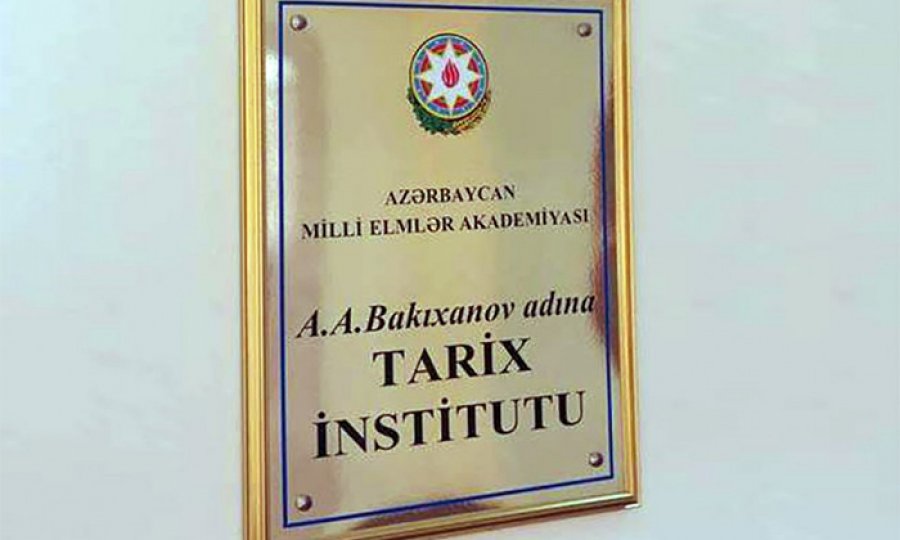 AZƏRBAYCAN
MİLLİ ELMLƏR AKADEMİYASI
A.A.Bakıxanov adına
TARİX
İNSTİTUTU